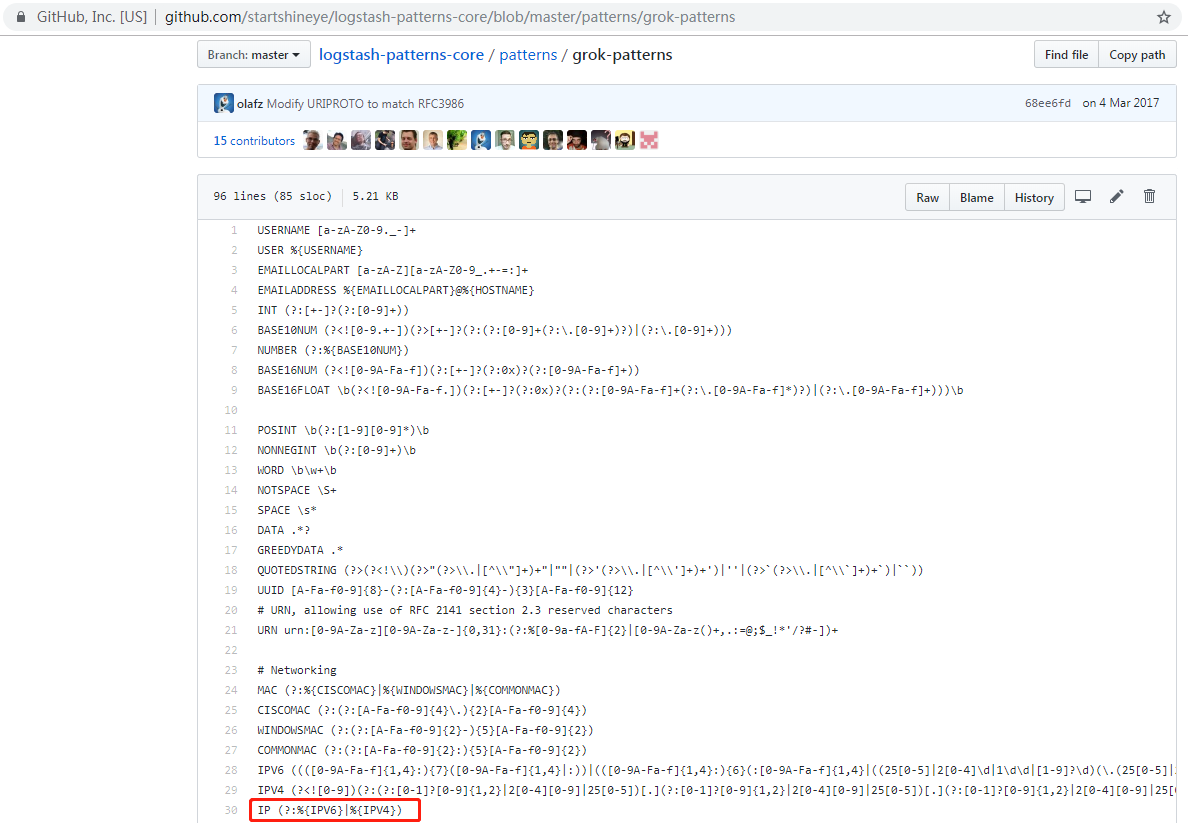 GitHub, Inc. [US] | github.com/startshineye/logstash-patterns-core/blob/master/patterns/grok-patterns
Branch: master logstash-patterns-core / patterns / grok-patterns Find file Copy path
olafz Modify URIPROTO to match RFC3986 68ee6fd on 4 Mar 2017
15 contributors
96 lines (85 sloc) 5.21 KB Raw Blame History
1 USERNAME [a-zA-Z0-9._-]+
2 USER %{USERNAME}
3 EMAILLOCALPART [a-zA-Z][a-zA-Z0-9_.+-=:]+
4 EMAILADDRESS %{EMAILLOCALPART}@%{HOSTNAME}
5 INT (?:[+-]?(?:[0-9]+))
6 BASE10NUM (?<![0-9.+-])(?>[+-]?(?:(?:[0-9]+(?:\.[0-9]+)?)|(?:\.[0-9]+)))
7 NUMBER (?:%{BASE10NUM})
8 BASE16NUM (?<![0-9A-Fa-f])(?:[+-]?(?:0x)?(?:[0-9A-Fa-f]+))
9 BASE16FLOAT \b(?<![0-9A-Fa-f.])(?:[+-]?(?:0x)?(?:(?:[0-9A-Fa-f]+(?:\.[0-9A-Fa-f]*)?)|(?:\.[0-9A-Fa-f]+)))\b
10
11 POSINT \b(?:[1-9][0-9]*)\b
12 NONNEGINT \b(?:[0-9]+)\b
13 WORD \b\w+\b
14 NOTSPACE \S+
15 SPACE \s*
16 DATA .*?
17 GREEDYDATA .*
18 QUOTEDSTRING (?>(?<!\\)(?>"(?>\\.|[^\\"]+)+"|""|(?>'(?>\\.|[^\\']+)+')|''|(?>`(?>\\.|[^\\`]+)+`)|``))
19 UUID [A-Fa-f0-9]{8}-(?:[A-Fa-f0-9]{4}-){3}[A-Fa-f0-9]{12}
20 # URN, allowing use of RFC 2141 section 2.3 reserved characters
21 URN urn:[0-9A-Za-z][0-9A-Za-z-]{0,31}:(?:%[0-9a-fA-F]{2}|[0-9A-Za-z()+,.:=@;$_!*'/?#-])+
22
23 # Networking
24 MAC (?:%{CISCOMAC}|%{WINDOWSMAC}|%{COMMONMAC})
25 CISCOMAC (?:(?:[A-Fa-f0-9]{4}\.){2}[A-Fa-f0-9]{4})
26 WINDOWSMAC (?:(?:[A-Fa-f0-9]{2}-){5}[A-Fa-f0-9]{2})
27 COMMONMAC (?:(?:[A-Fa-f0-9]{2}:){5}[A-Fa-f0-9]{2})
28 IPV6 ((([0-9A-Fa-f]{1,4}:){7}([0-9A-Fa-f]{1,4}|:))|(([0-9A-Fa-f]{1,4}:){6}(:[0-9A-Fa-f]{1,4}|((25[0-5]|2[0-4]\d|1\d\d|[1-9]?\d)(\.(25[0-5]|
29 IPV4 (?<![0-9])(?:(?:[0-1]?[0-9]{1,2}|2[0-4][0-9]|25[0-5])[.](?:[0-1]?[0-9]{1,2}|2[0-4][0-9]|25[0-5])[.](?:[0-1]?[0-9]{1,2}|2[0-4][0-9]|25[0
30 IP (?:%{IPV6}|%{IPV4})